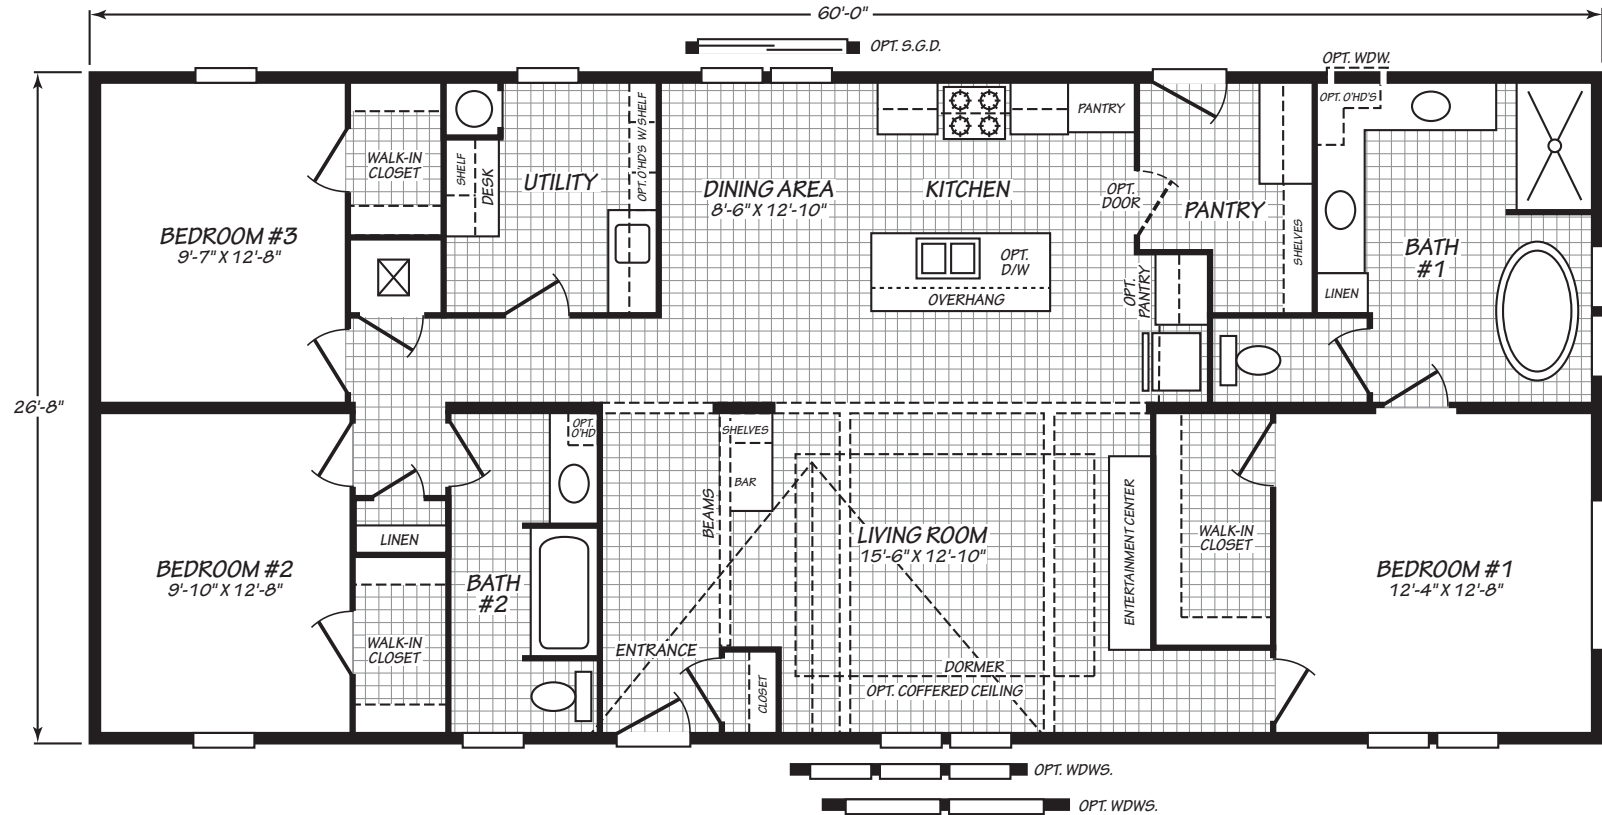 60'-0"
OPT. S.G.D.
OPT. WDW.
OPT. O'HD'S
PANTRY
WALK-IN
CLOSET
SHELF
DESK
UTILITY
OPT. O'HD'S W/ SHELF
DINING AREA
8'-6" X 12'-10"
KITCHEN
OPT.
DOOR
PANTRY
SHELVES
BATH
#1
BEDROOM #3
9'-7" X 12'-8"
OPT.
D/W
OVERHANG
OPT.
PANTRY
LINEN
26'-8"
OPT.
O'HD
SHELVES
BAR
BEAMS
LINEN
LIVING ROOM
15'-6" X 12'-10"
ENTERTAINMENT CENTER
WALK-IN
CLOSET
BEDROOM #2
9'-10" X 12'-8"
BATH
#2
BEDROOM #1
12'-4" X 12'-8"
WALK-IN
CLOSET
ENTRANCE
CLOSET
DORMER
OPT. COFFERED CEILING
OPT. WDWS.
OPT. WDWS.